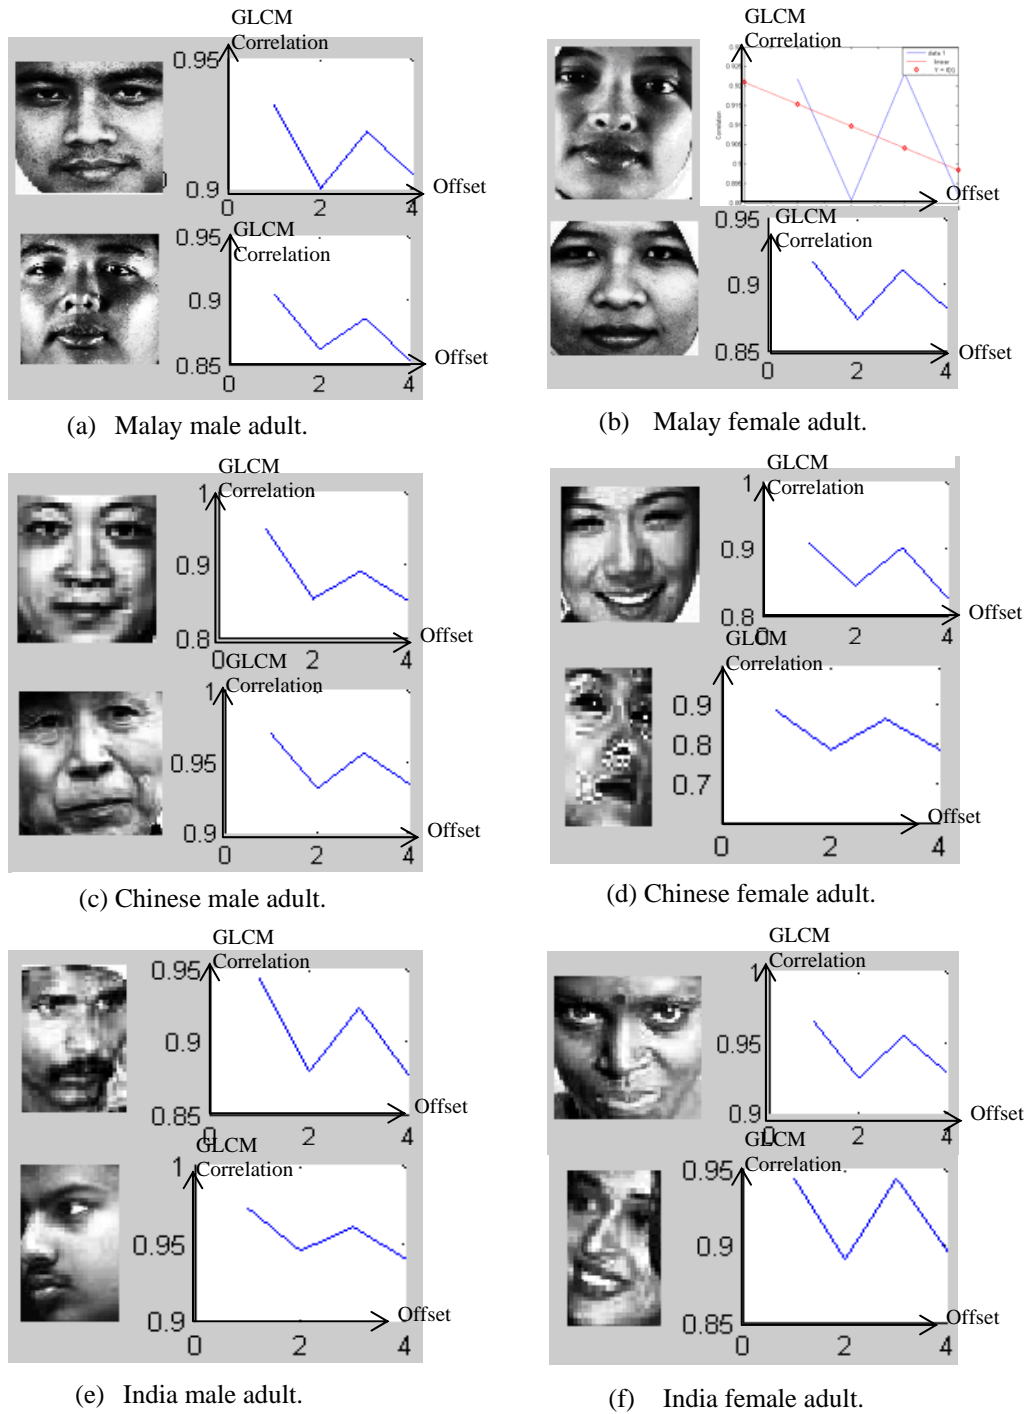 GLCM
Correlation
0.95
0.9
0
2
4
Offset
GLCM
Correlation
0.95
0.9
0.85
0
2
4
Offset
(a) Malay male adult.
GLCM
Correlation
data 1
linear
Correlation
Offset
GLCM
Correlation
0.95
0.9
0.85
0
2
4
Offset
(b) Malay female adult.
GLCM
Correlation
1
0.9
0.8
0
2
4
Offset
GLCM
Correlation
1
0.95
0.9
0
2
4
Offset
(c) Chinese male adult.
GLCM
Correlation
1
0.9
0.8
0
2
4
Offset
GLCM
Correlation
0.9
0.8
0.7
0
2
4
Offset
(d) Chinese female adult.
GLCM
Correlation
0.95
0.9
0.85
0
2
4
Offset
GLCM
Correlation
1
0.95
0.9
0
2
4
Offset
(e) India male adult.
GLCM
Correlation
1
0.95
0.9
0
2
4
Offset
GLCM
Correlation
0.95
0.9
0.85
0
2
4
(f) India female adult.
Offset